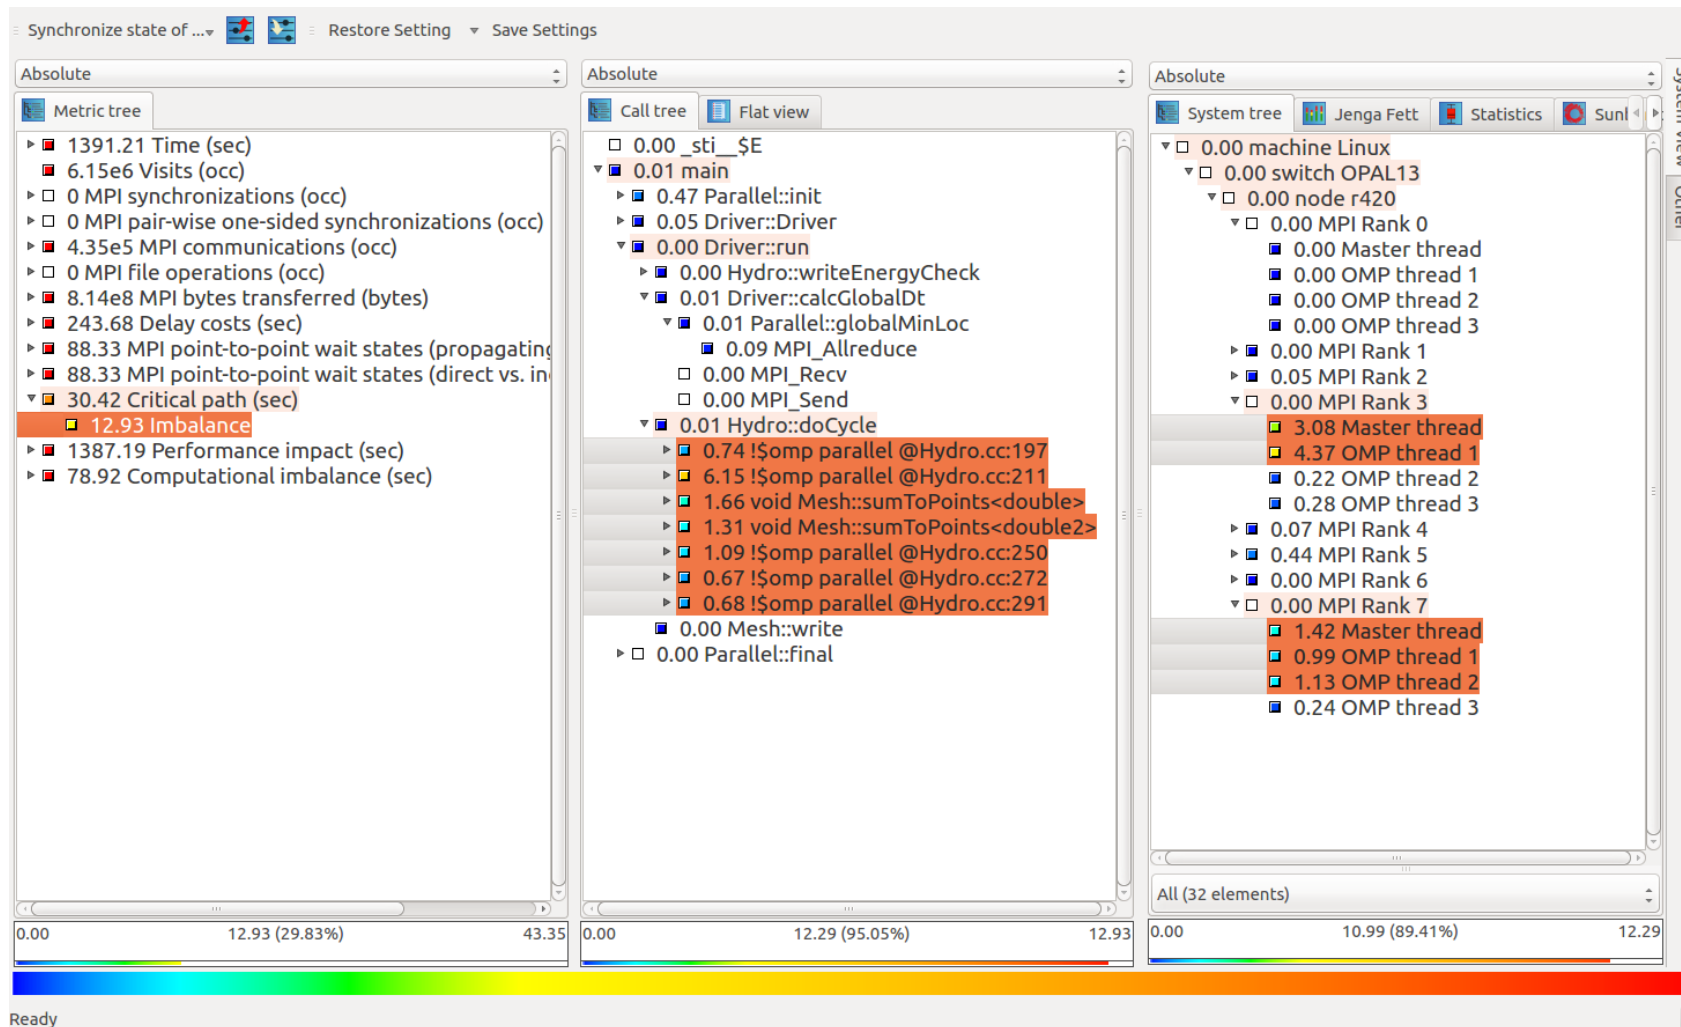 Synchronize state of ... Restore Setting Save Settings
Absolute
Metric tree
1391.21 Time (sec)
6.15e6 Visits (occ)
0 MPI synchronizations (occ)
0 MPI pair-wise one-sided synchronizations (occ)
4.35e5 MPI communications (occ)
0 MPI file operations (occ)
8.14e8 MPI bytes transferred (bytes)
243.68 Delay costs (sec)
88.33 MPI point-to-point wait states (propagating
88.33 MPI point-to-point wait states (direct vs. in
30.42 Critical path (sec)
12.93 Imbalance
1387.19 Performance impact (sec)
78.92 Computational imbalance (sec)
0.00 12.93 (29.83%) 43.35
Absolute
Call tree Flat view
0.00 _sti__$E
0.01 main
0.47 Parallel::init
0.05 Driver::Driver
0.00 Driver::run
0.00 Hydro::writeEnergyCheck
0.01 Driver::calcGlobalDt
0.01 Parallel::globalMinLoc
0.09 MPI_Allreduce
0.00 MPI_Recv
0.00 MPI_Send
0.01 Hydro::doCycle
0.74 !$omp parallel @Hydro.cc:197
6.15 !$omp parallel @Hydro.cc:211
1.66 void Mesh::sumToPoints<double>
1.31 void Mesh::sumToPoints<double2>
1.09 !$omp parallel @Hydro.cc:250
0.67 !$omp parallel @Hydro.cc:272
0.68 !$omp parallel @Hydro.cc:291
0.00 Mesh::write
0.00 Parallel::final
0.00 12.29 (95.05%) 12.93
Absolute
System tree Jenga Fett Statistics Sun
0.00 machine Linux
0.00 switch OPAL13
0.00 node r420
0.00 MPI Rank 0
0.00 Master thread
0.00 OMP thread 1
0.00 OMP thread 2
0.00 OMP thread 3
0.00 MPI Rank 1
0.05 MPI Rank 2
0.00 MPI Rank 3
3.08 Master thread
4.37 OMP thread 1
0.22 OMP thread 2
0.28 OMP thread 3
0.07 MPI Rank 4
0.44 MPI Rank 5
0.00 MPI Rank 6
0.00 MPI Rank 7
1.42 Master thread
0.99 OMP thread 1
1.13 OMP thread 2
0.24 OMP thread 3
All (32 elements)
0.00 10.99 (89.41%) 12.29
System view
Other
Ready